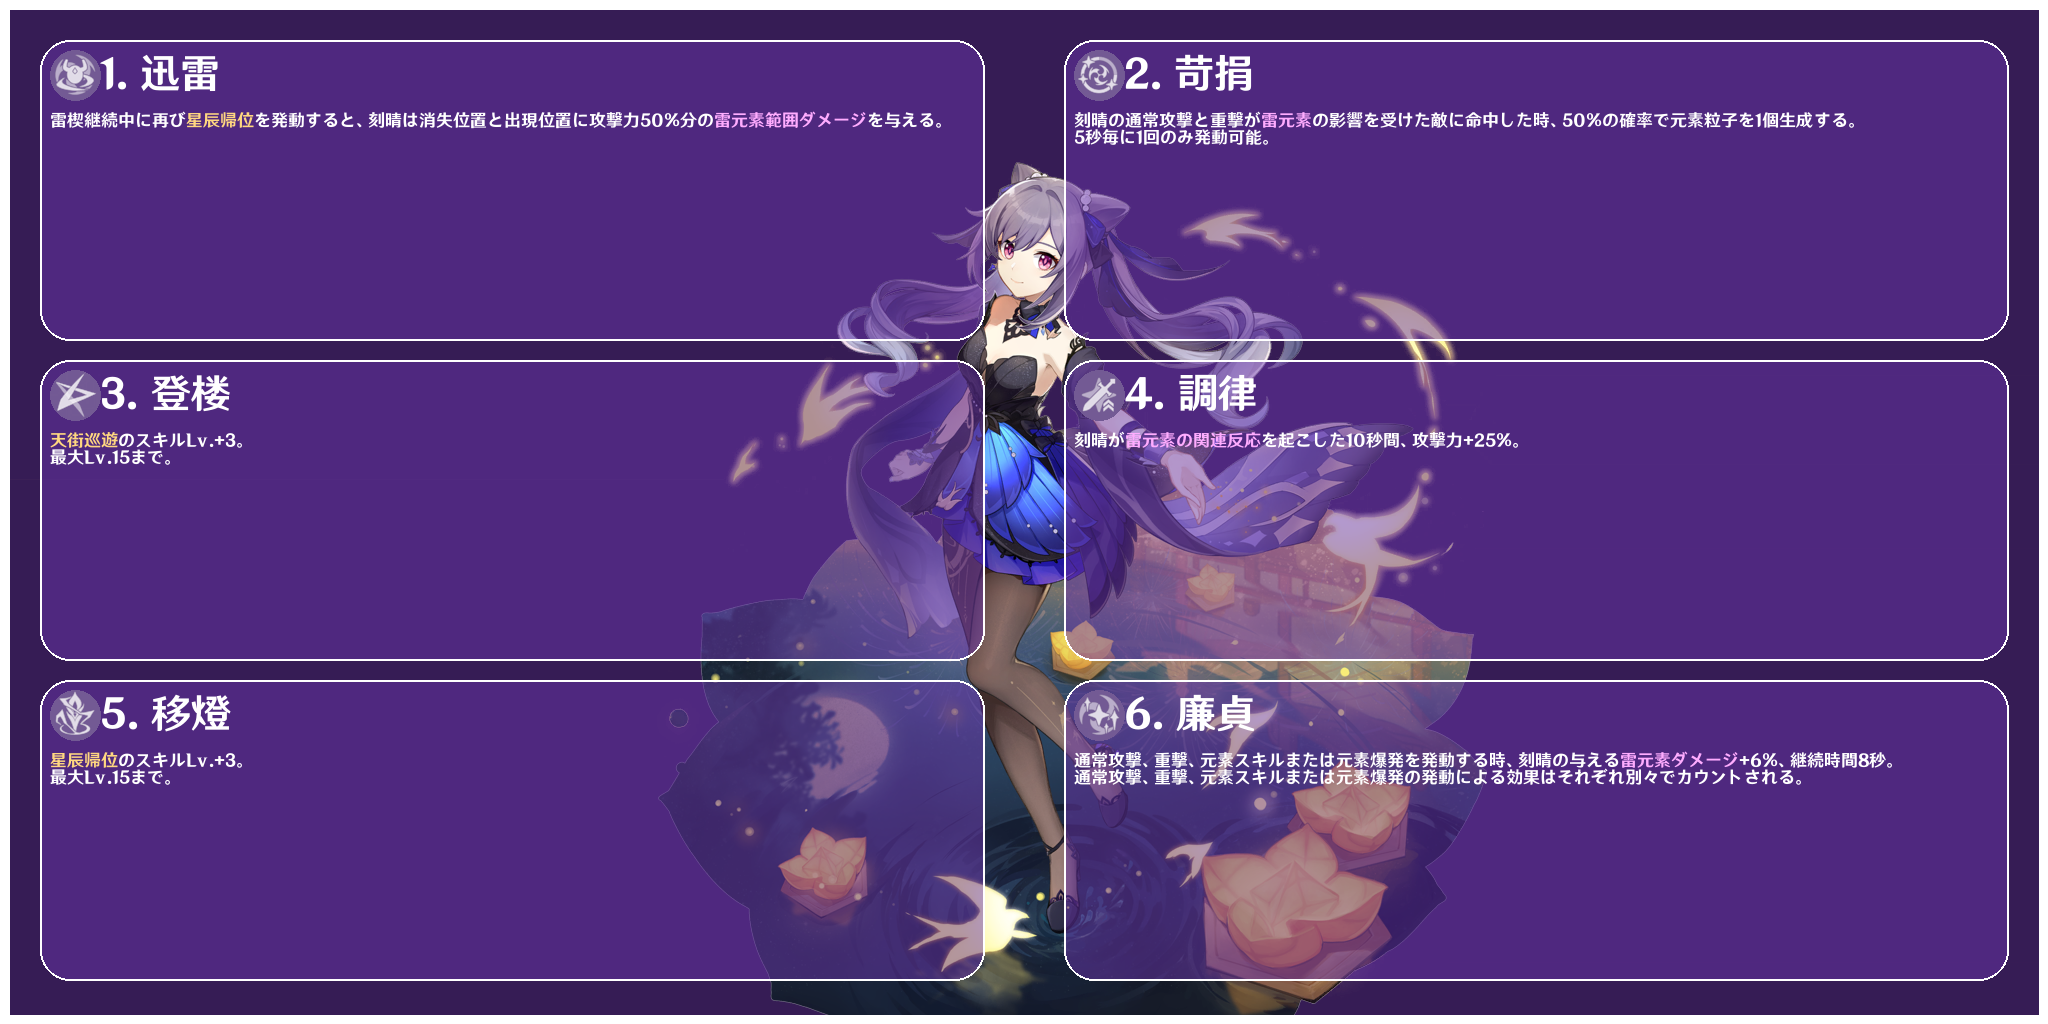 1. 迅雷
雷楔継続中に再び星辰帰位を発動すると、刻晴は消失位置と出現位置に攻撃力50%分の雷元素範囲ダメージを与える。
2. 苛捐
刻晴の通常攻撃と重撃が雷元素の影響を受けた敵に命中した時、50%の確率で元素粒子を1個生成する。
5秒毎に1回のみ発動可能。
3. 登楼
天街巡遊のスキルLv.+3。
最大Lv.15まで。
4. 調律
刻晴が雷元素の関連反応を起こした10秒間、攻撃力+25%。
5. 移燈
星辰帰位のスキルLv.+3。
最大Lv.15まで。
6. 廉貞
通常攻撃、重撃、元素スキルまたは元素爆発を発動する時、刻晴の与える雷元素ダメージ+6%、継続時間8秒。
通常攻撃、重撃、元素スキルまたは元素爆発の発動による効果はそれぞれ別々でカウントされる。